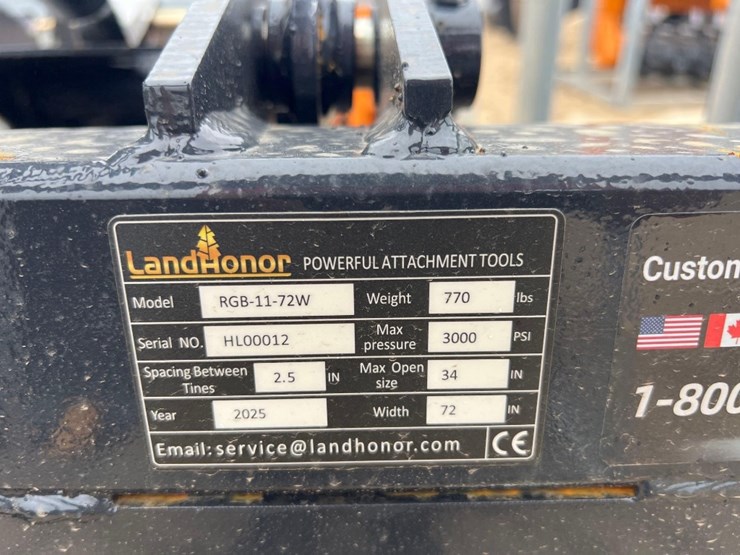 LandHonor POWERFUL ATTACHMENT TOOLS
Model RGB-11-72W Weight 770 lbs
Serial NO. HL00012 Max pressure 3000 PSI
Spacing Between Tines 2.5 IN Max Open size 34 IN
Year 2025 Width 72 IN
Email: service@landhonor.com CE
Custom
1-800